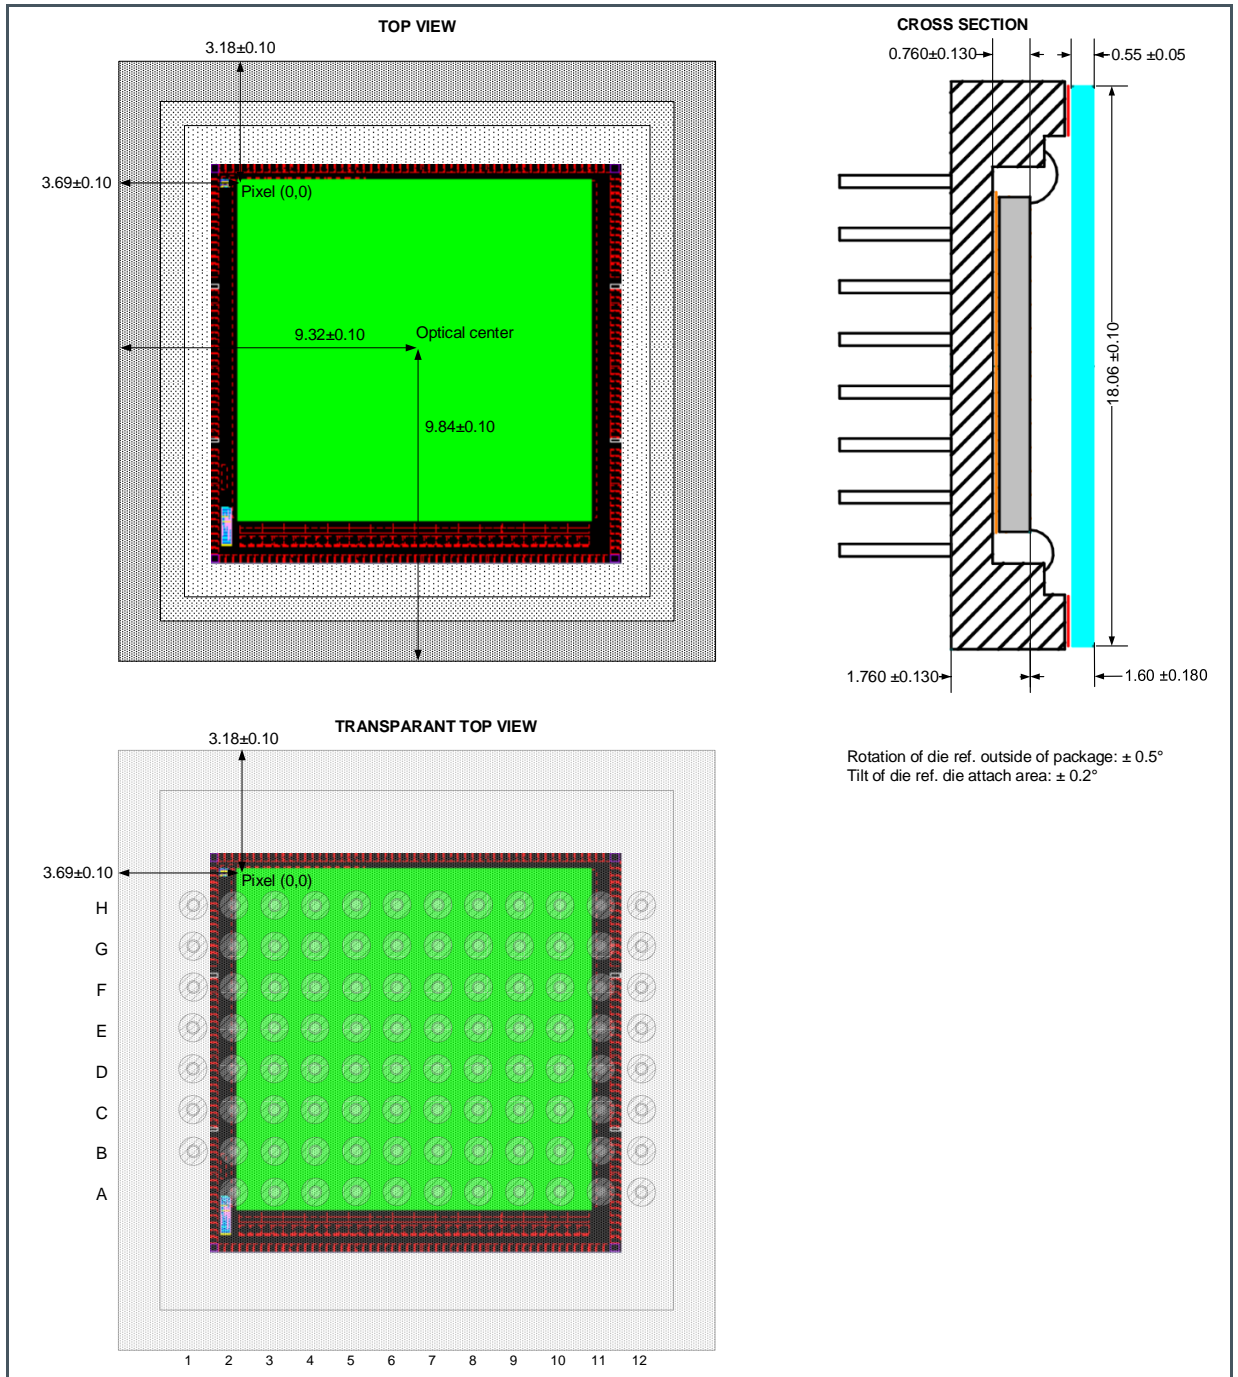 TOP VIEW
3.18±0.10
3.69±0.10
Pixel (0,0)
9.32±0.10
Optical center
9.84±0.10
CROSS SECTION
0.760±0.130
0.55 ±0.05
18.06 ±0.10
1.760 ±0.130
1.60 ±0.180
Rotation of die ref. outside of package: ± 0.5°
Tilt of die ref. die attach area: ± 0.2°
TRANSPARANT TOP VIEW
3.18±0.10
3.69±0.10
Pixel (0,0)
H
G
F
E
D
C
B
A
1 2 3 4 5 6 7 8 9 10 11 12